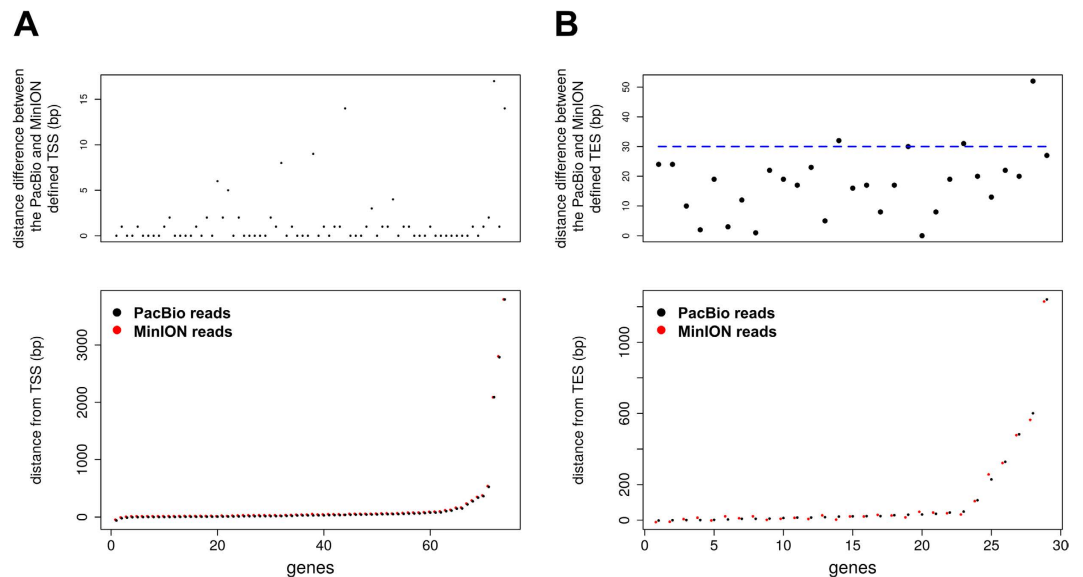 A
B
distance difference between
the PacBio and MinION
defined TSS (bp)
0
5
10
15
distance difference between
the PacBio and MinION
defined TES (bp)
0
10
20
30
40
50
PacBio reads
MinION reads
distance from TSS (bp)
0
1000
2000
3000
0
20
40
60
genes
PacBio reads
MinION reads
distance from TES (bp)
0
200
600
1000
0
5
10
15
20
25
30
genes